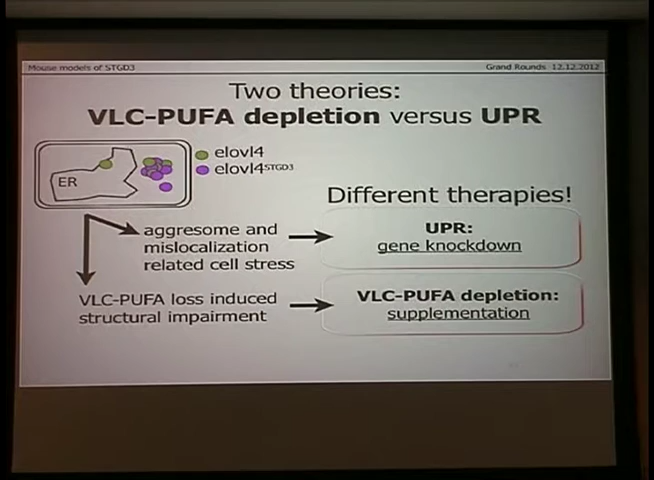 Mouse models of STGD3
Grand Rounds 12.12.2012
Two theories:
VLC-PUFA depletion versus UPR
ER
elovl4
elovl4STGD3
Different therapies!
aggresome and
mislocalization
related cell stress
UPR:
gene knockdown
VLC-PUFA loss induced
structural impairment
VLC-PUFA depletion:
supplementation